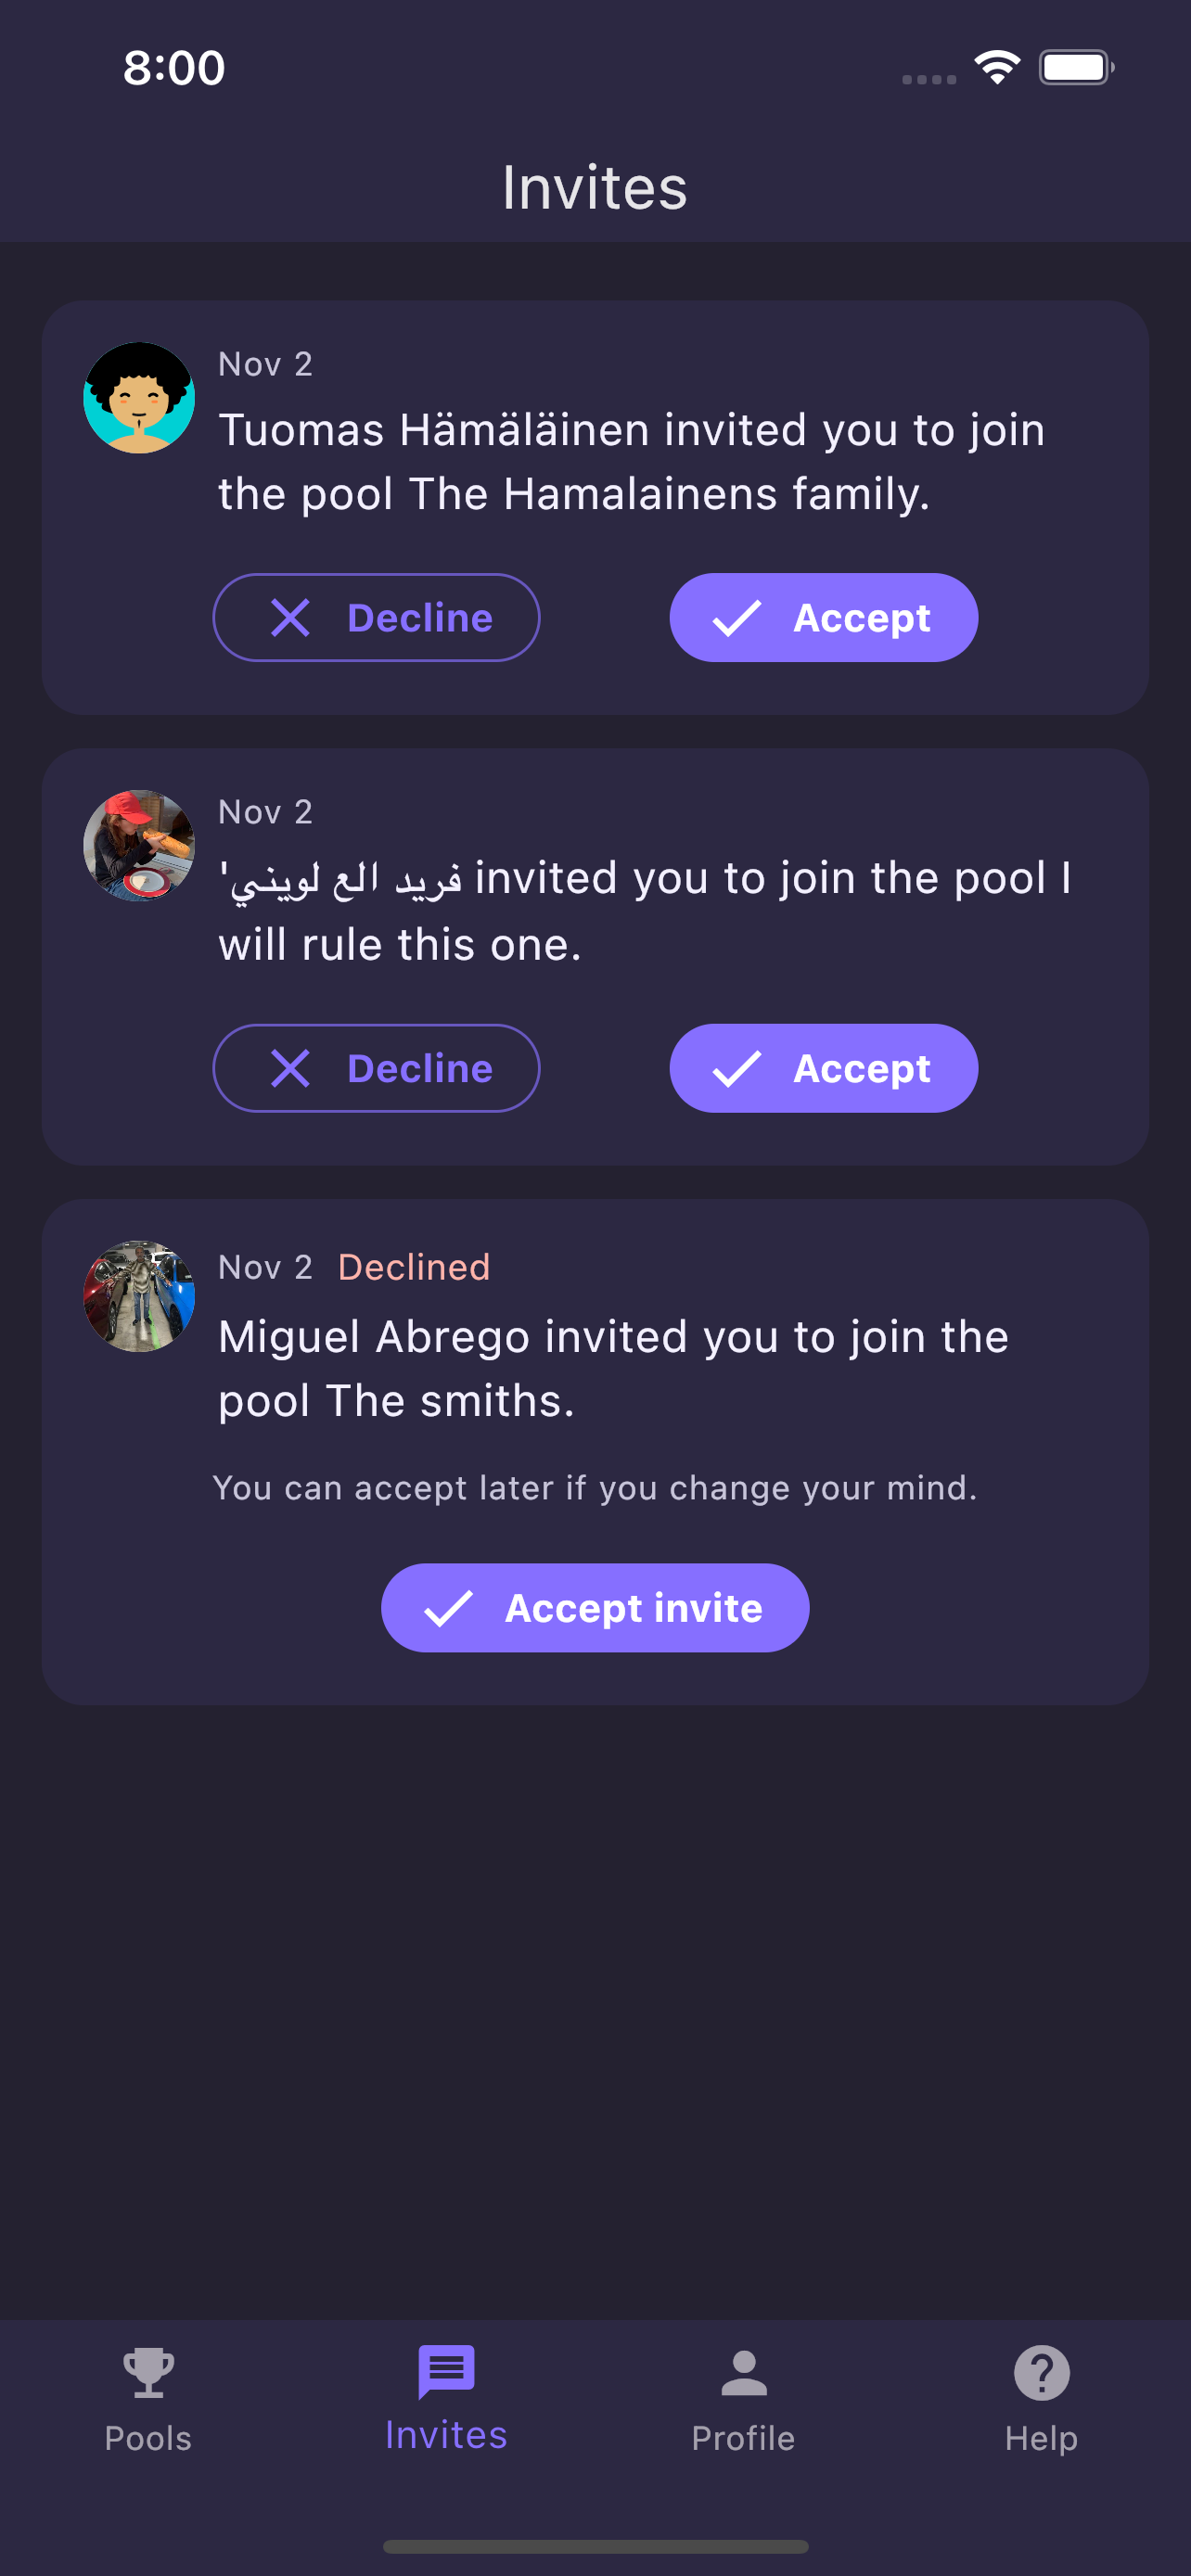 8:00
Invites
Nov 2
Tuomas Hämäläinen invited you to join
the pool The Hamalainens family.
Decline
Accept
Nov 2
'فريد الع لويني invited you to join the pool I
will rule this one.
Decline
Accept
Nov 2 Declined
Miguel Abrego invited you to join the
pool The smiths.
You can accept later if you change your mind.
Accept invite
Pools
Invites
Profile
Help